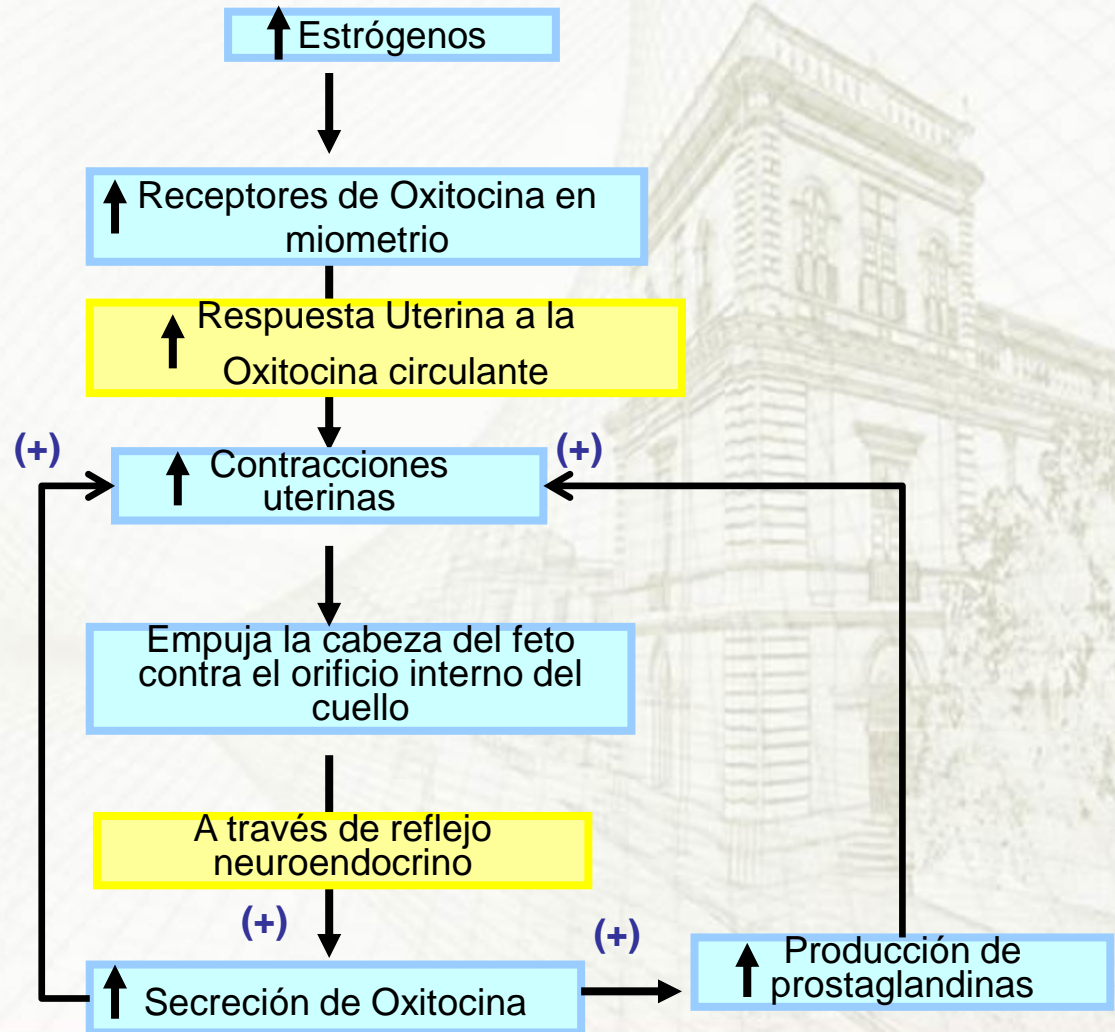 Estrógenos
Receptores de Oxitocina en
miometrio
Respuesta Uterina a la
Oxitocina circulante
(+)
(+)
Contracciones
uterinas
Empuja la cabeza del feto
contra el orificio interno del
cuello
A través de reflejo
neuroendocrino
(+)
(+)
Secreción de Oxitocina
Producción de
prostaglandinas